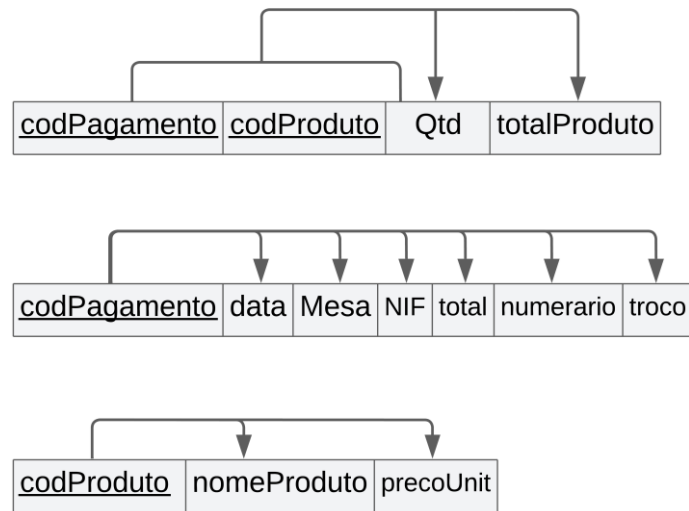 codPagamento codProduto Qtd totalProduto
codPagamento data Mesa NIF total numerario troco
codProduto nomeProduto precoUnit